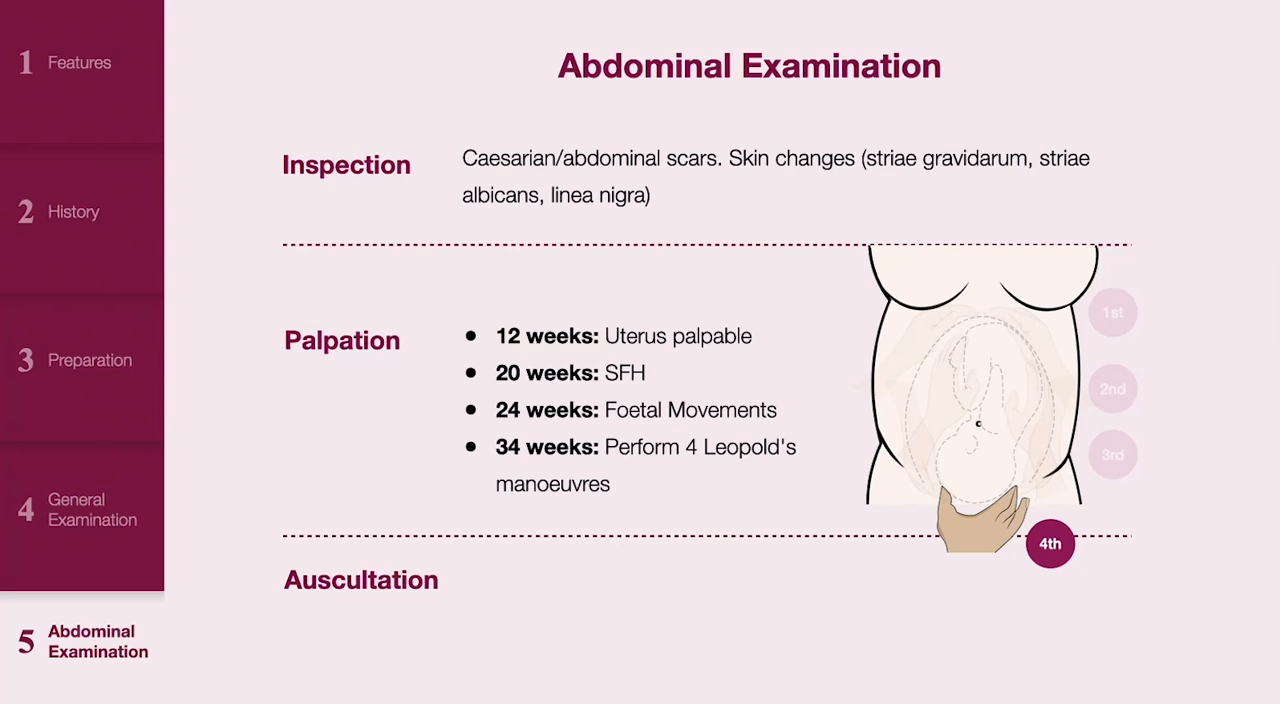 1 Features
2 History
3 Preparation
4 General
Examination
5 Abdominal
Examination
Abdominal Examination
Inspection
Caesarian/abdominal scars. Skin changes (striae gravidarum, striae
albicans, linea nigra)
Palpation
● 12 weeks: Uterus palpable
● 20 weeks: SFH
● 24 weeks: Foetal Movements
● 34 weeks: Perform 4 Leopold's
manoeuvres
1st
2nd
3rd
4th
Auscultation